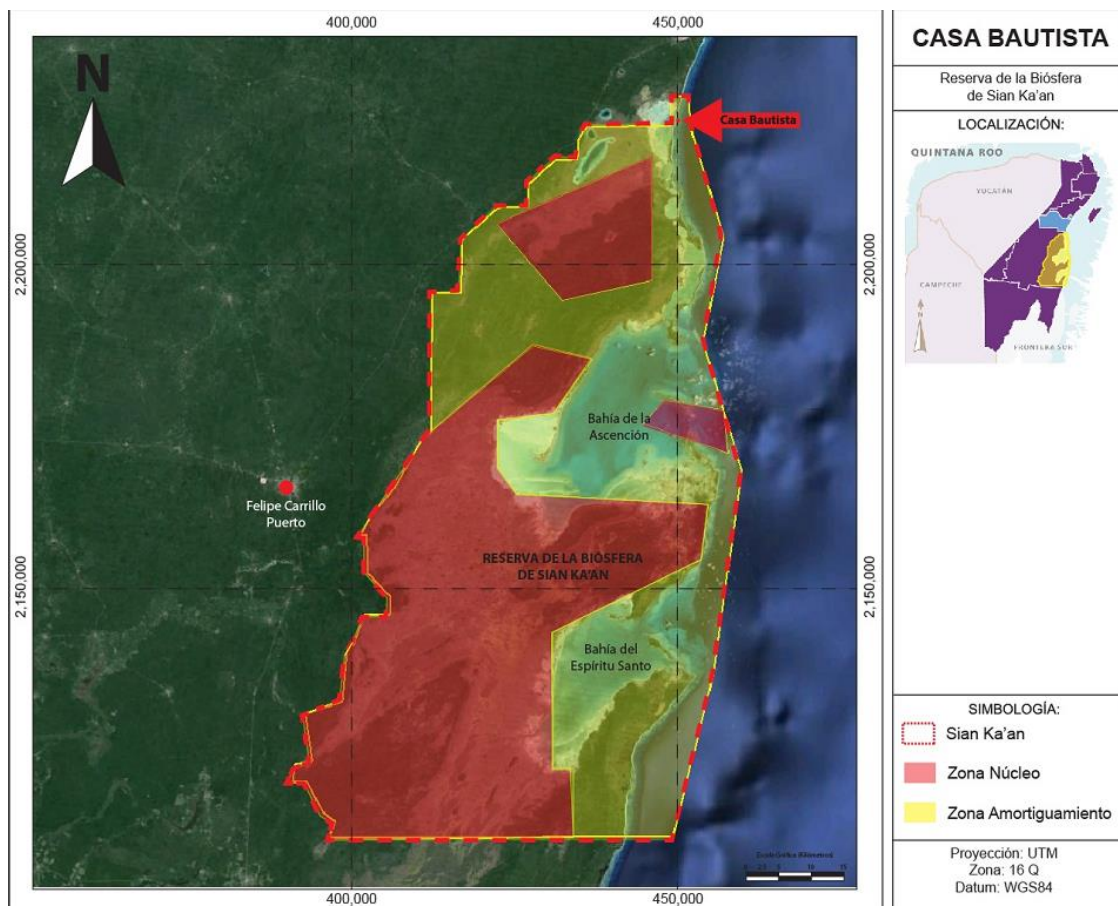 400,000
450,000
N
Casa Bautista
2,200,000
2,200,000
Bahía de la
Ascención
Felipe Carrillo
Puerto
RESERVA DE LA BIÓSFERA
DE SIAN KA'AN
2,150,000
2,150,000
Bahía del
Espíritu Santo
400,000
450,000
CASA BAUTISTA
Reserva de la Biósfera
de Sian Ka'an
LOCALIZACIÓN:
QUINTANA ROO
YUCATÁN
CAMPECHE
N
FRONTERA SUR
SIMBOLOGÍA:
Sian Ka'an
Zona Núcleo
Zona Amortiguamiento
Proyección: UTM
Zona: 16 Q
Datum: WGS84